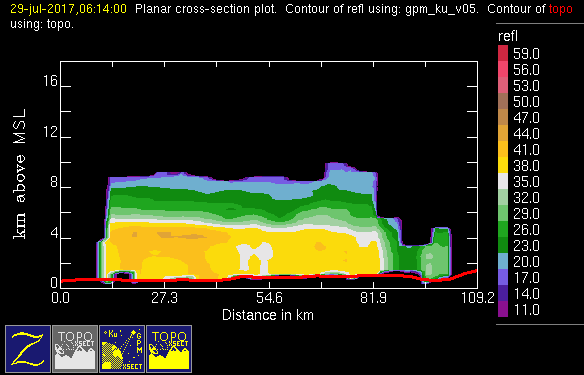 29-jul-2017,06:14:00 Planar cross-section plot. Contour of refl using: gpm_ku_v05. Contour of topo
using: topo.
refl
59.0
56.0
53.0
50.0
47.0
44.0
41.0
38.0
35.0
32.0
29.0
26.0
23.0
20.0
17.0
14.0
11.0
km above MSL
16
12
8
4
0
0.0 27.3 54.6 81.9 109.2
Distance in km
Z
TOPO
XSECT
"Ku"
GPM
XSECT
TOPO
XSECT